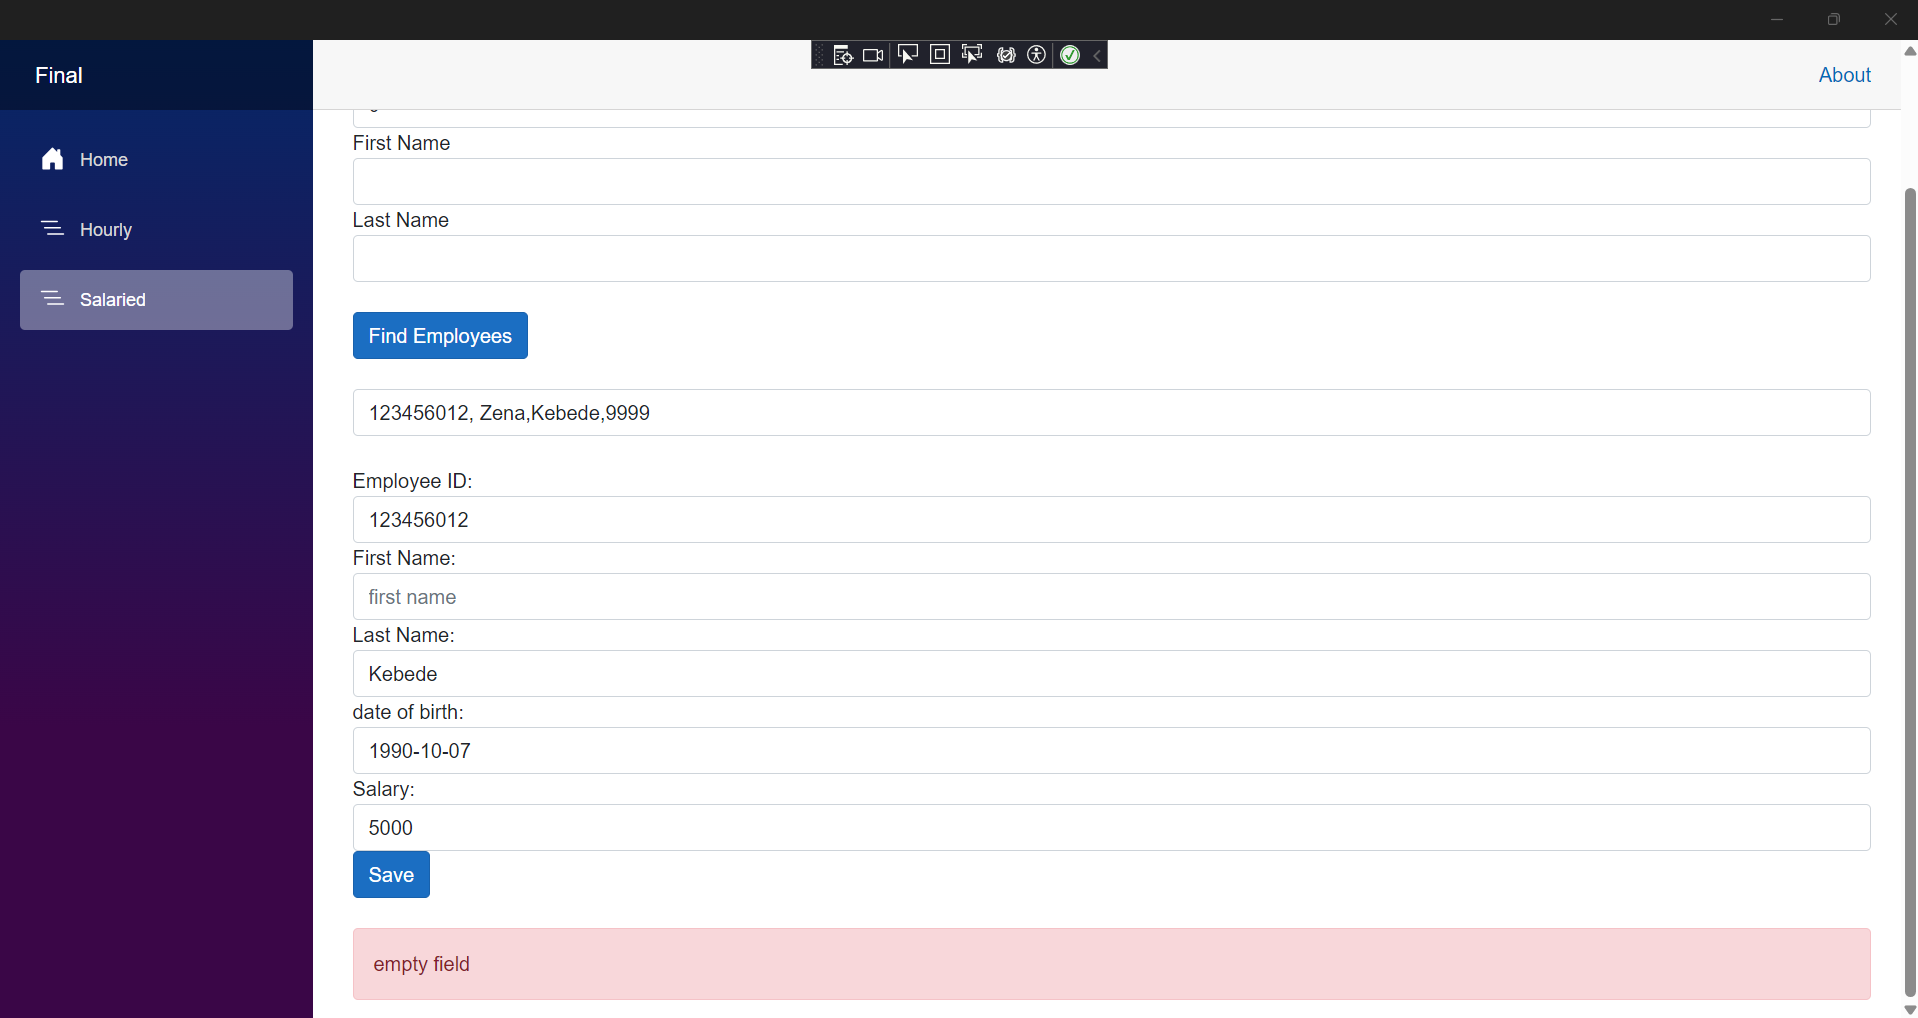 Final
About
Home
Hourly
Salaried
First Name
Last Name
Find Employees
123456012, Zena,Kebede,9999
Employee ID:
123456012
First Name:
first name
Last Name:
Kebede
date of birth:
1990-10-07
Salary:
5000
Save
empty field